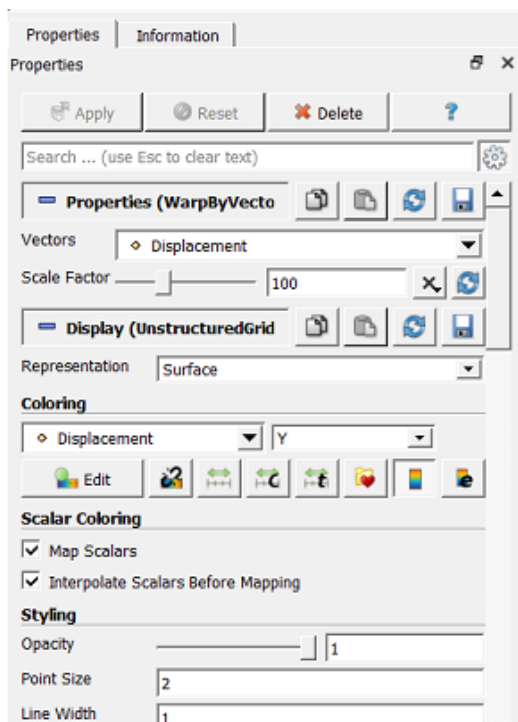 Properties Information
Properties
Apply Reset Delete ?
Search ... (use Esc to clear text)
Properties (WarpByVecto
Vectors Displacement
Scale Factor 100
Display (UnstructuredGrid
Representation Surface
Coloring
Displacement Y
Edit c t e
Scalar Coloring
Map Scalars
Interpolate Scalars Before Mapping
Styling
Opacity 1
Point Size 2
Line Width 1